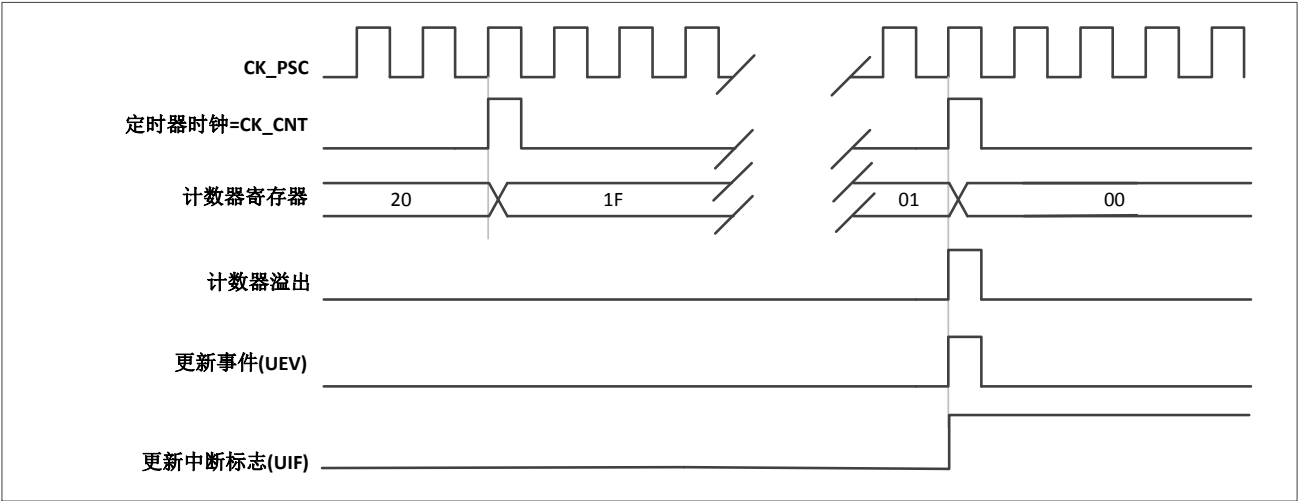 CK_PSC
定时器时钟=CK_CNT
计数器寄存器 20 1F 01 00
计数器溢出
更新事件(UEV)
更新中断标志(UIF)